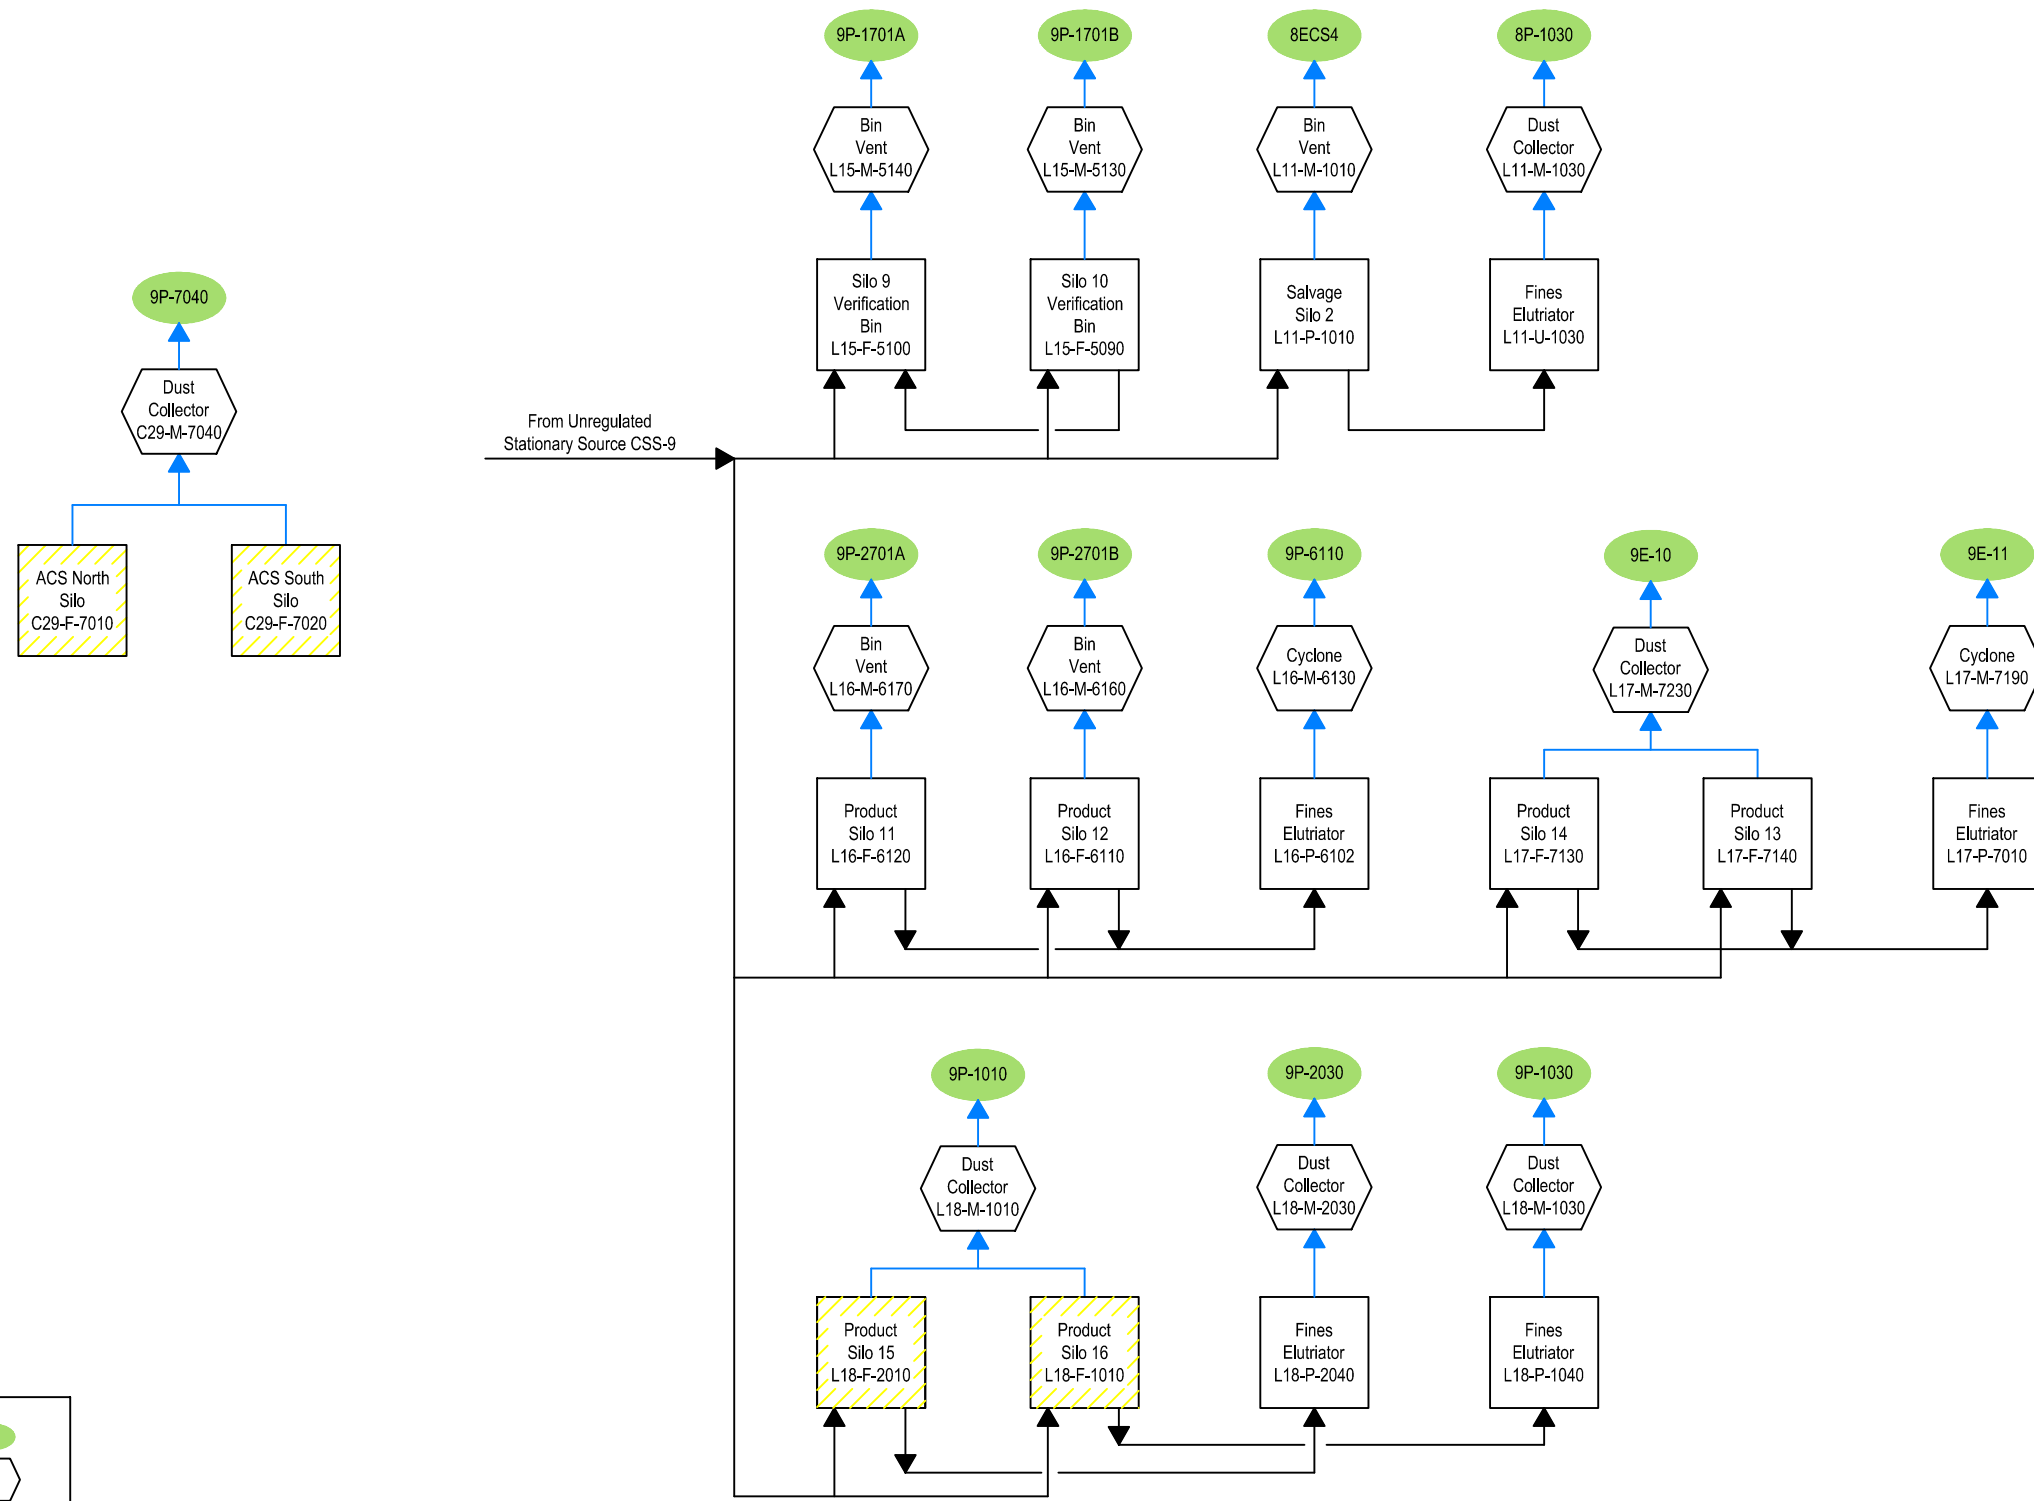 9P-1701A
9P-1701B
8ECS4
8P-1030
Bin
Vent
L15-M-5140
Bin
Vent
L15-M-5130
Bin
Vent
L11-M-1010
Dust
Collector
L11-M-1030
Silo 9
Verification
Bin
L15-F-5100
Silo 10
Verification
Bin
L15-F-5090
Salvage
Silo 2
L11-P-1010
Fines
Elutriator
L11-U-1030
9P-7040
Dust
Collector
C29-M-7040
ACS North
Silo
C29-F-7010
ACS South
Silo
C29-F-7020
From Unregulated
Stationary Source CSS-9
9P-2701A
9P-2701B
9P-6110
9E-10
9E-11
Bin
Vent
L16-M-6170
Bin
Vent
L16-M-6160
Cyclone
L16-M-6130
Dust
Collector
L17-M-7230
Cyclone
L17-M-7190
Product
Silo 11
L16-F-6120
Product
Silo 12
L16-F-6110
Fines
Elutriator
L16-P-6102
Product
Silo 14
L17-F-7130
Product
Silo 13
L17-F-7140
Fines
Elutriator
L17-P-7010
9P-1010
9P-2030
9P-1030
Dust
Collector
L18-M-1010
Dust
Collector
L18-M-2030
Dust
Collector
L18-M-1030
Product
Silo 15
L18-F-2010
Product
Silo 16
L18-F-1010
Fines
Elutriator
L18-P-2040
Fines
Elutriator
L18-P-1040